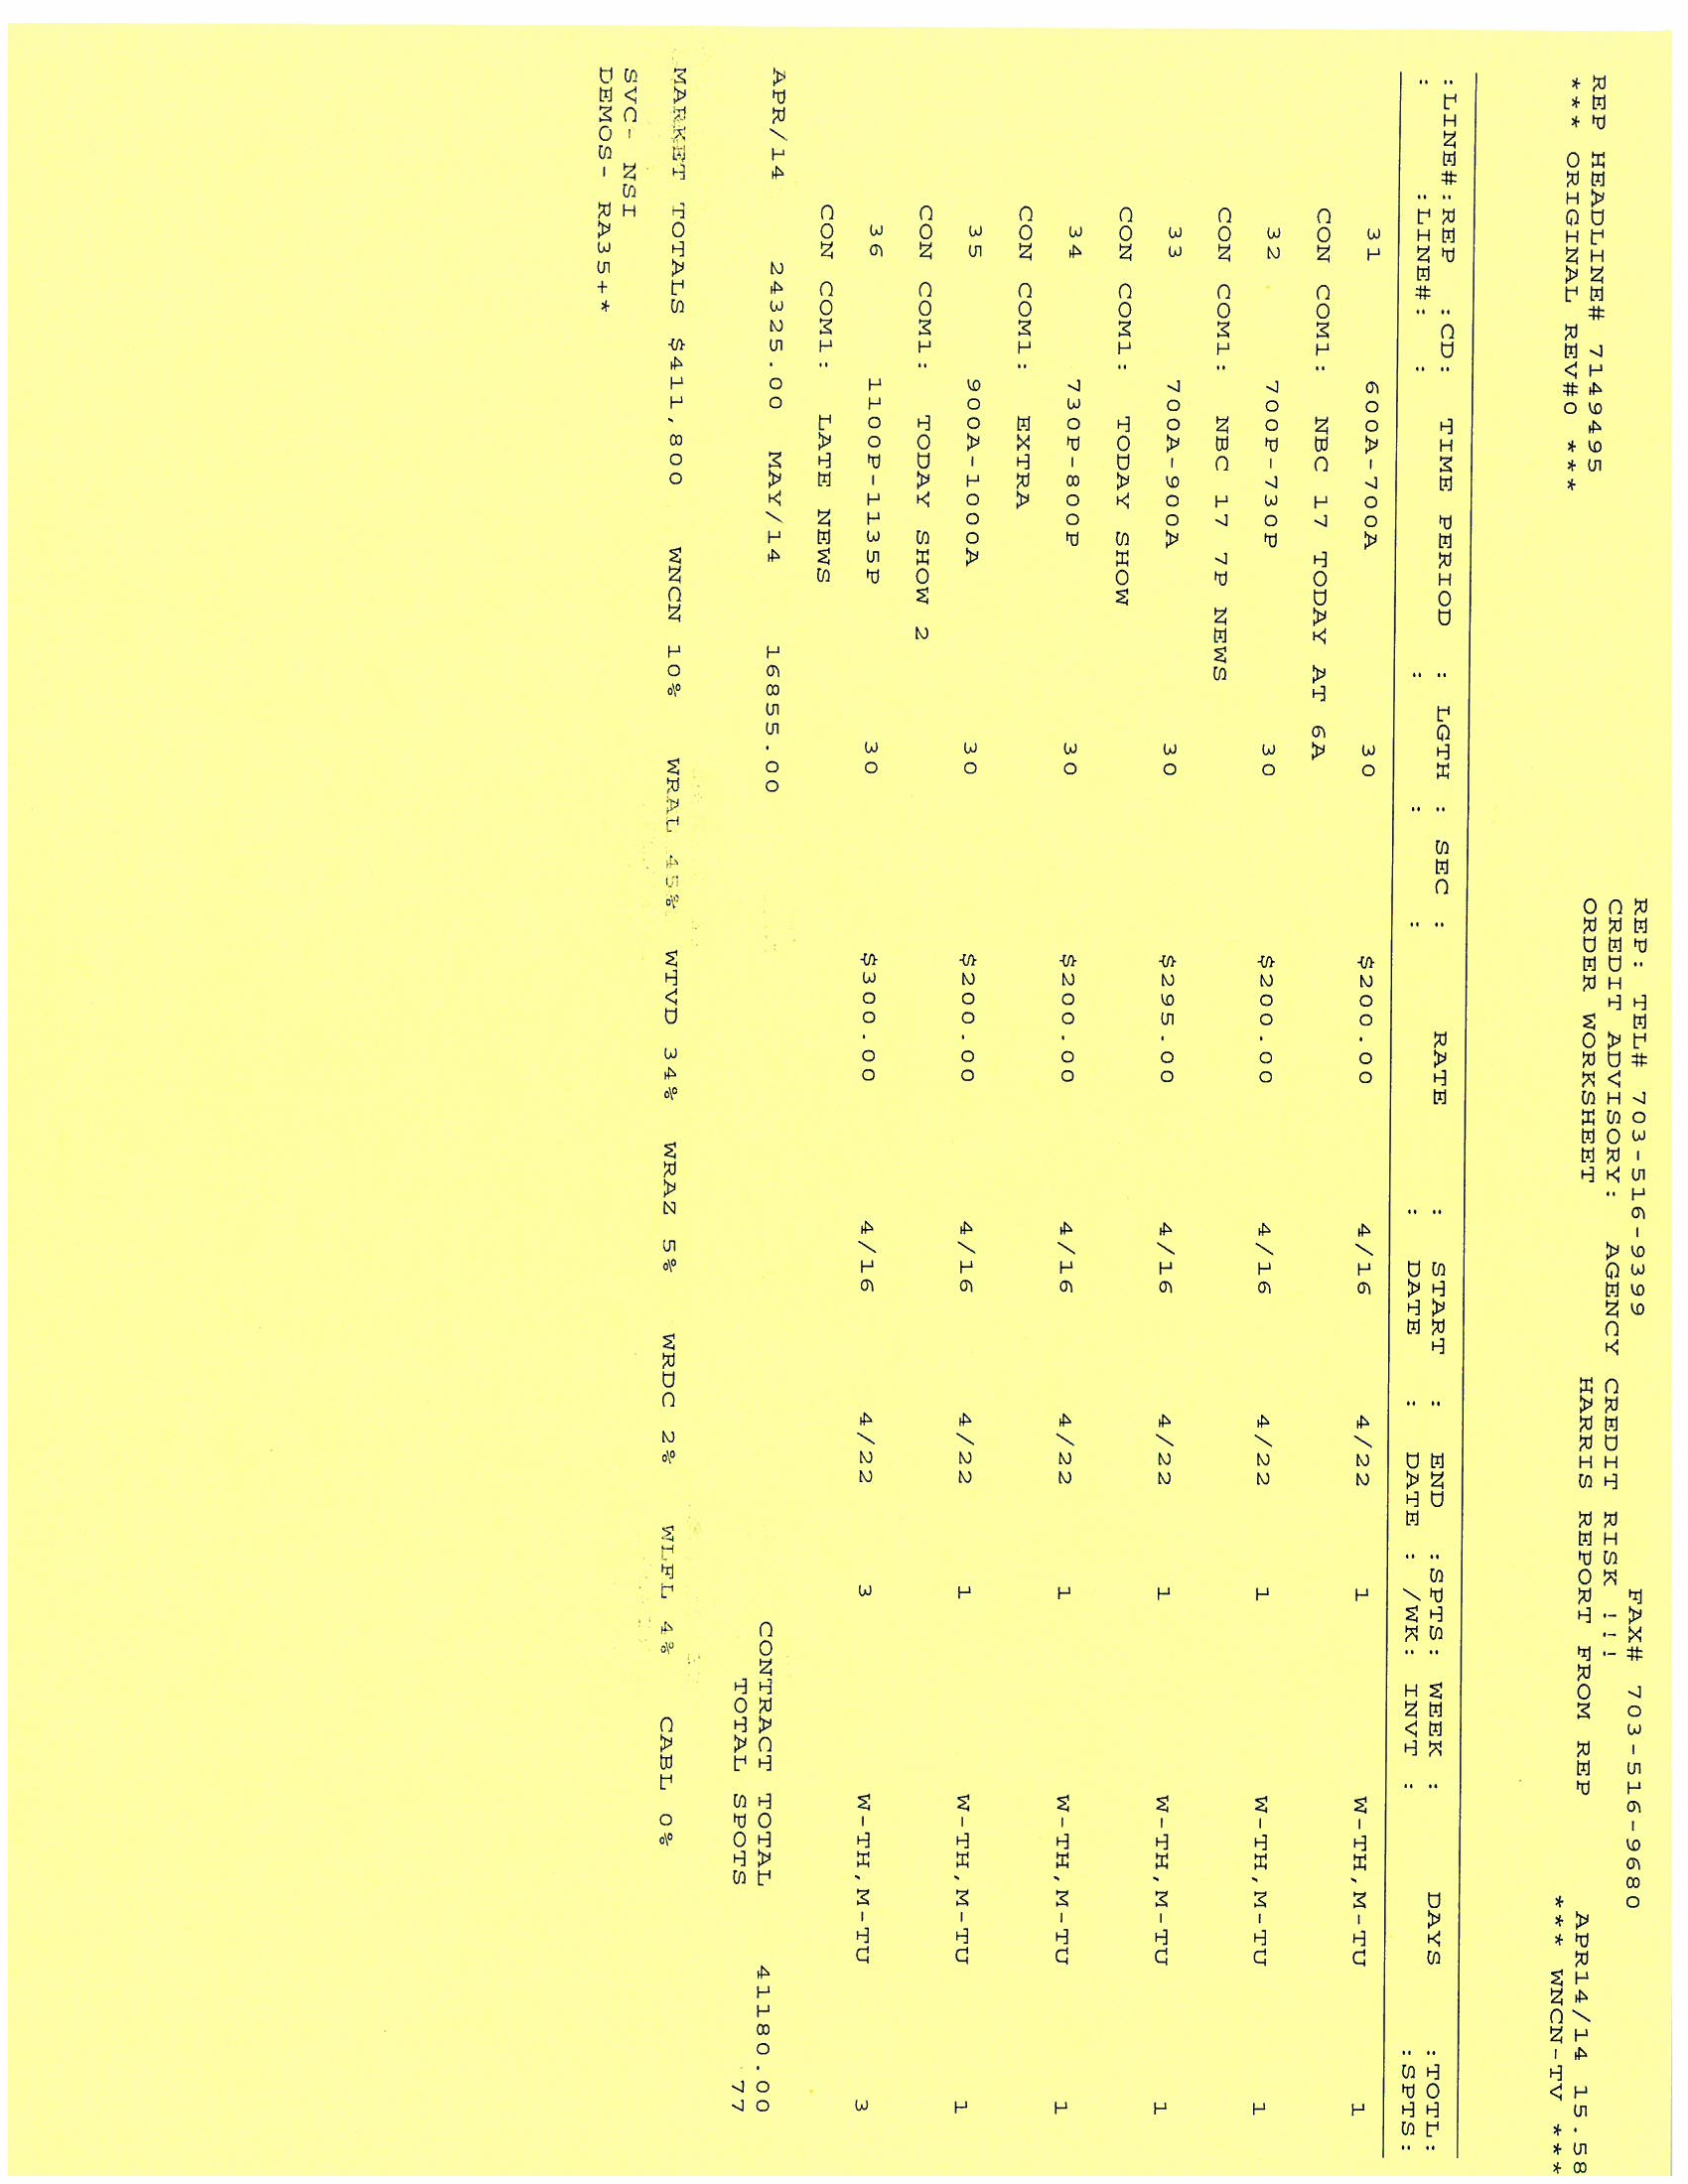 REP: TEL# 703-516-9399 FAX# 703-516-9680
CREDIT ADVISORY: AGENCY CREDIT RISK !!!
REP HEADLINE# 7149495 ORDER WORKSHEET HARRIS REPORT FROM REP APR14/14 15.58
*** ORIGINAL REV#0 *** *** WNCN-TV ***
:LINE#:REP :CD: TIME PERIOD : LGTH : SEC : RATE : START : END :SPTS: WEEK : DAYS :TOTL:
: :LINE#: : : : : : DATE : DATE : /WK: INVT : :SPTS:
31 600A-700A 30 $200.00 4/16 4/22 1 W-TH,M-TU 1
CON COM1: NBC 17 TODAY AT 6A
32 700P-730P 30 $200.00 4/16 4/22 1 W-TH,M-TU 1
CON COM1: NBC 17 7P NEWS
33 700A-900A 30 $295.00 4/16 4/22 1 W-TH,M-TU 1
CON COM1: TODAY SHOW
34 730P-800P 30 $200.00 4/16 4/22 1 W-TH,M-TU 1
CON COM1: EXTRA
35 900A-1000A 30 $200.00 4/16 4/22 1 W-TH,M-TU 1
CON COM1: TODAY SHOW 2
36 1100P-1135P 30 $300.00 4/16 4/22 3 W-TH,M-TU 3
CON COM1: LATE NEWS
APR/14 24325.00 MAY/14 16855.00 CONTRACT TOTAL 41180.00
TOTAL SPOTS 77
MARKET TOTALS $411,800 WNCN 10% WRAL 45% WTVD 34% WRAZ 5% WRDC 2% WLFL 4% CABL 0%
SVC- NSI
DEMOS- RA35+*